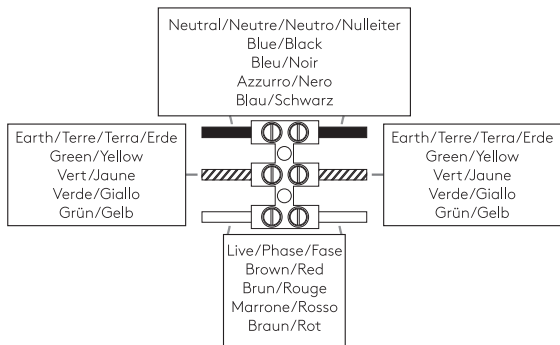 Neutral/Neutre/Neutro/Nulleiter
Blue/Black
Bleu/Noir
Azzurro/Nero
Blau/Schwarz
Earth/Terre/Terra/Erde
Green/Yellow
Vert/Jaune
Verde/Giallo
Grün/Gelb
Earth/Terre/Terra/Erde
Green/Yellow
Vert/Jaune
Verde/Giallo
Grün/Gelb
Live/Phase/Fase
Brown/Red
Brun/Rouge
Marrone/Rosso
Braun/Rot